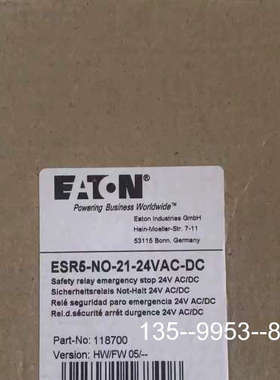 EATON
Powering Business Worldwide™
Eaton Industries GmbH
Hein-Moeller-Str. 7-11
53115 Bonn, Germany
ESR5-NO-21-24VAC-DC
Safety relay emergency stop 24V AC/DC
Sicherheitsrelais Not-Halt 24V AC/DC
Relé seguridad paro emergencia 24V AC/DC
Rel.d.sécurité arrêt durgence 24V AC/DC
135--9953--8
Part-No: 118700
Version: HW/FW 05/--